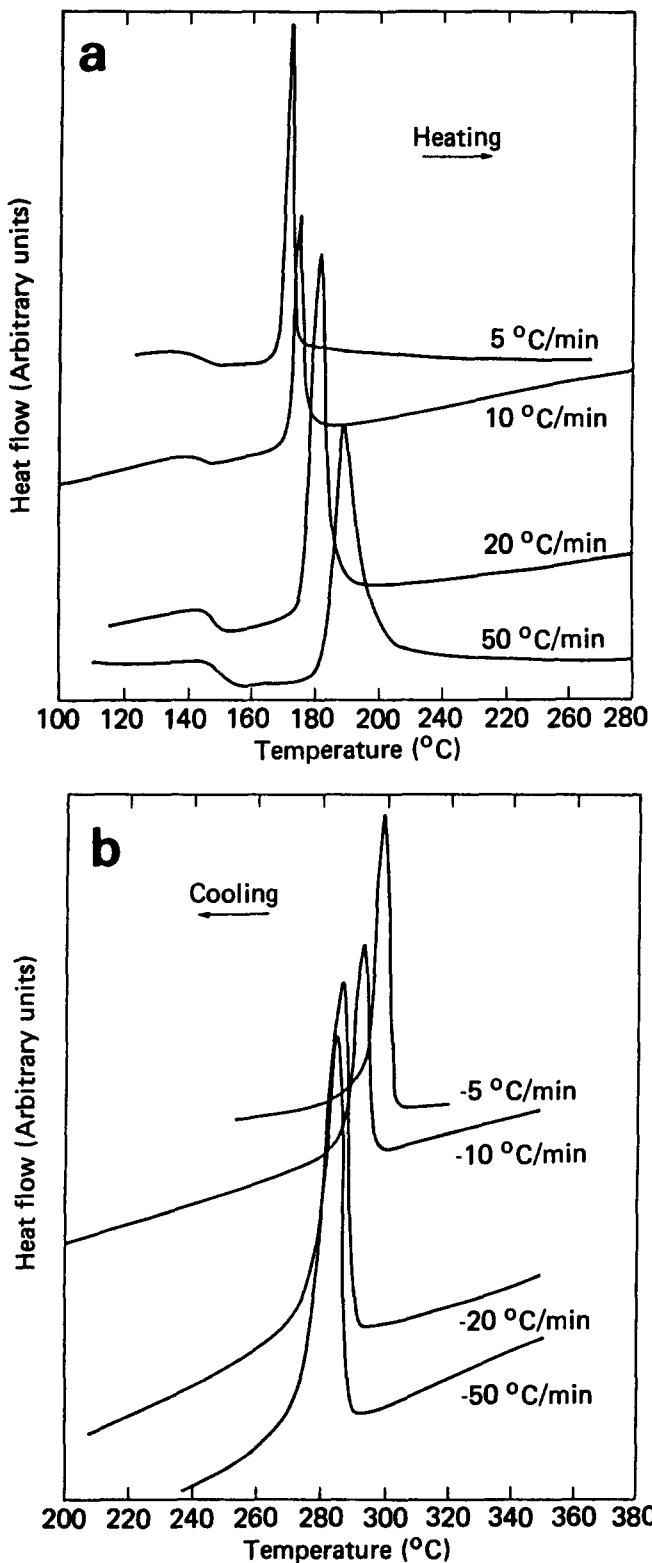 a
Heating
Heat flow (Arbitrary units)
5 °C/min
10 °C/min
20 °C/min
50 °C/min
100 120 140 160 180 200 220 240 260 280
Temperature (°C)
b
Cooling
Heat flow (Arbitrary units)
-5 °C/min
-10 °C/min
-20 °C/min
-50 °C/min
200 220 240 260 280 300 320 340 360 380
Temperature (°C)